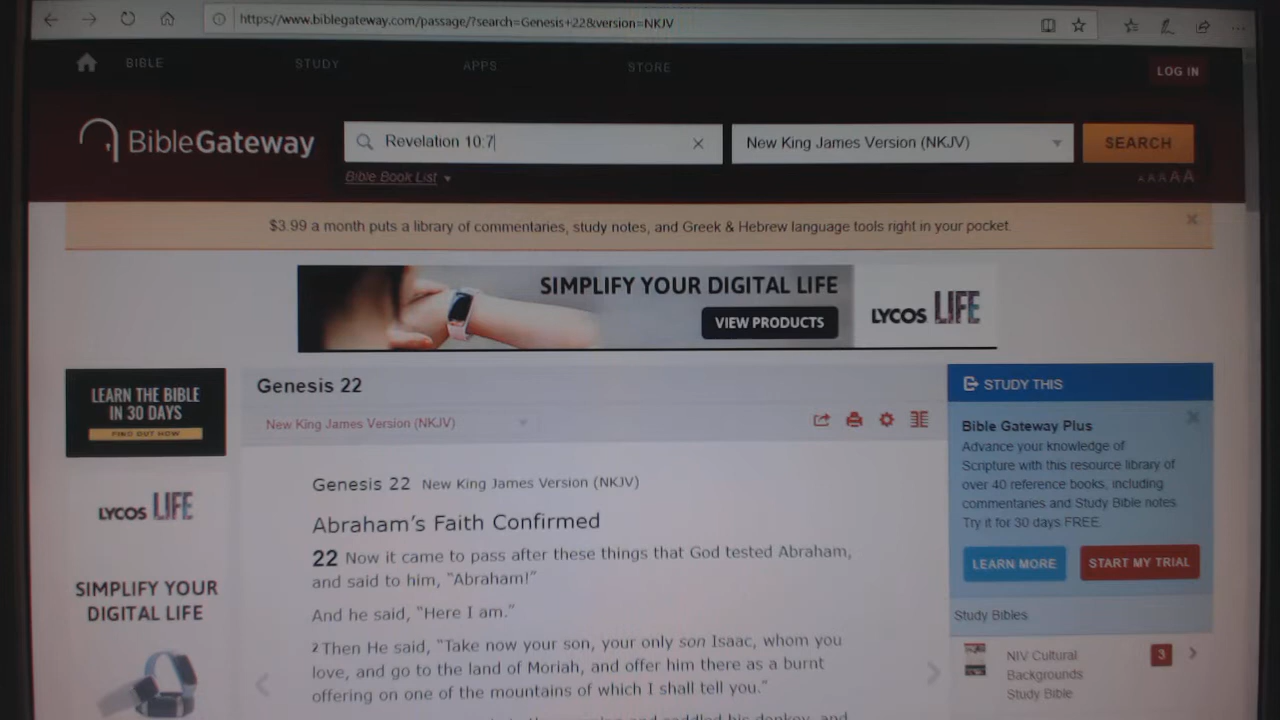 https://www.biblegateway.com/passage/?search=Genesis+22&version=NKJV
BIBLE STUDY APPS STORE LOG IN
BibleGateway
Revelation 10:7
New King James Version (NKJV)
SEARCH
Bible Book List
A A A A A
$3.99 a month puts a library of commentaries, study notes, and Greek & Hebrew language tools right in your pocket.
SIMPLIFY YOUR DIGITAL LIFE
VIEW PRODUCTS
LYCOS LIFE
LEARN THE BIBLE
IN 30 DAYS
FIND OUT HOW
LYCOS LIFE
SIMPLIFY YOUR
DIGITAL LIFE
Genesis 22
New King James Version (NKJV)
Genesis 22 New King James Version (NKJV)
Abraham's Faith Confirmed
22 Now it came to pass after these things that God tested Abraham,
and said to him, "Abraham!"
And he said, "Here I am."
2 Then He said, "Take now your son, your only son Isaac, whom you
love, and go to the land of Moriah, and offer him there as a burnt
offering on one of the mountains of which I shall tell you."
STUDY THIS
Bible Gateway Plus
Advance your knowledge of
Scripture with this resource library of
over 40 reference books, including
commentaries and Study Bible notes.
Try it for 30 days FREE.
LEARN MORE
START MY TRIAL
Study Bibles
NIV Cultural
Backgrounds
Study Bible
3